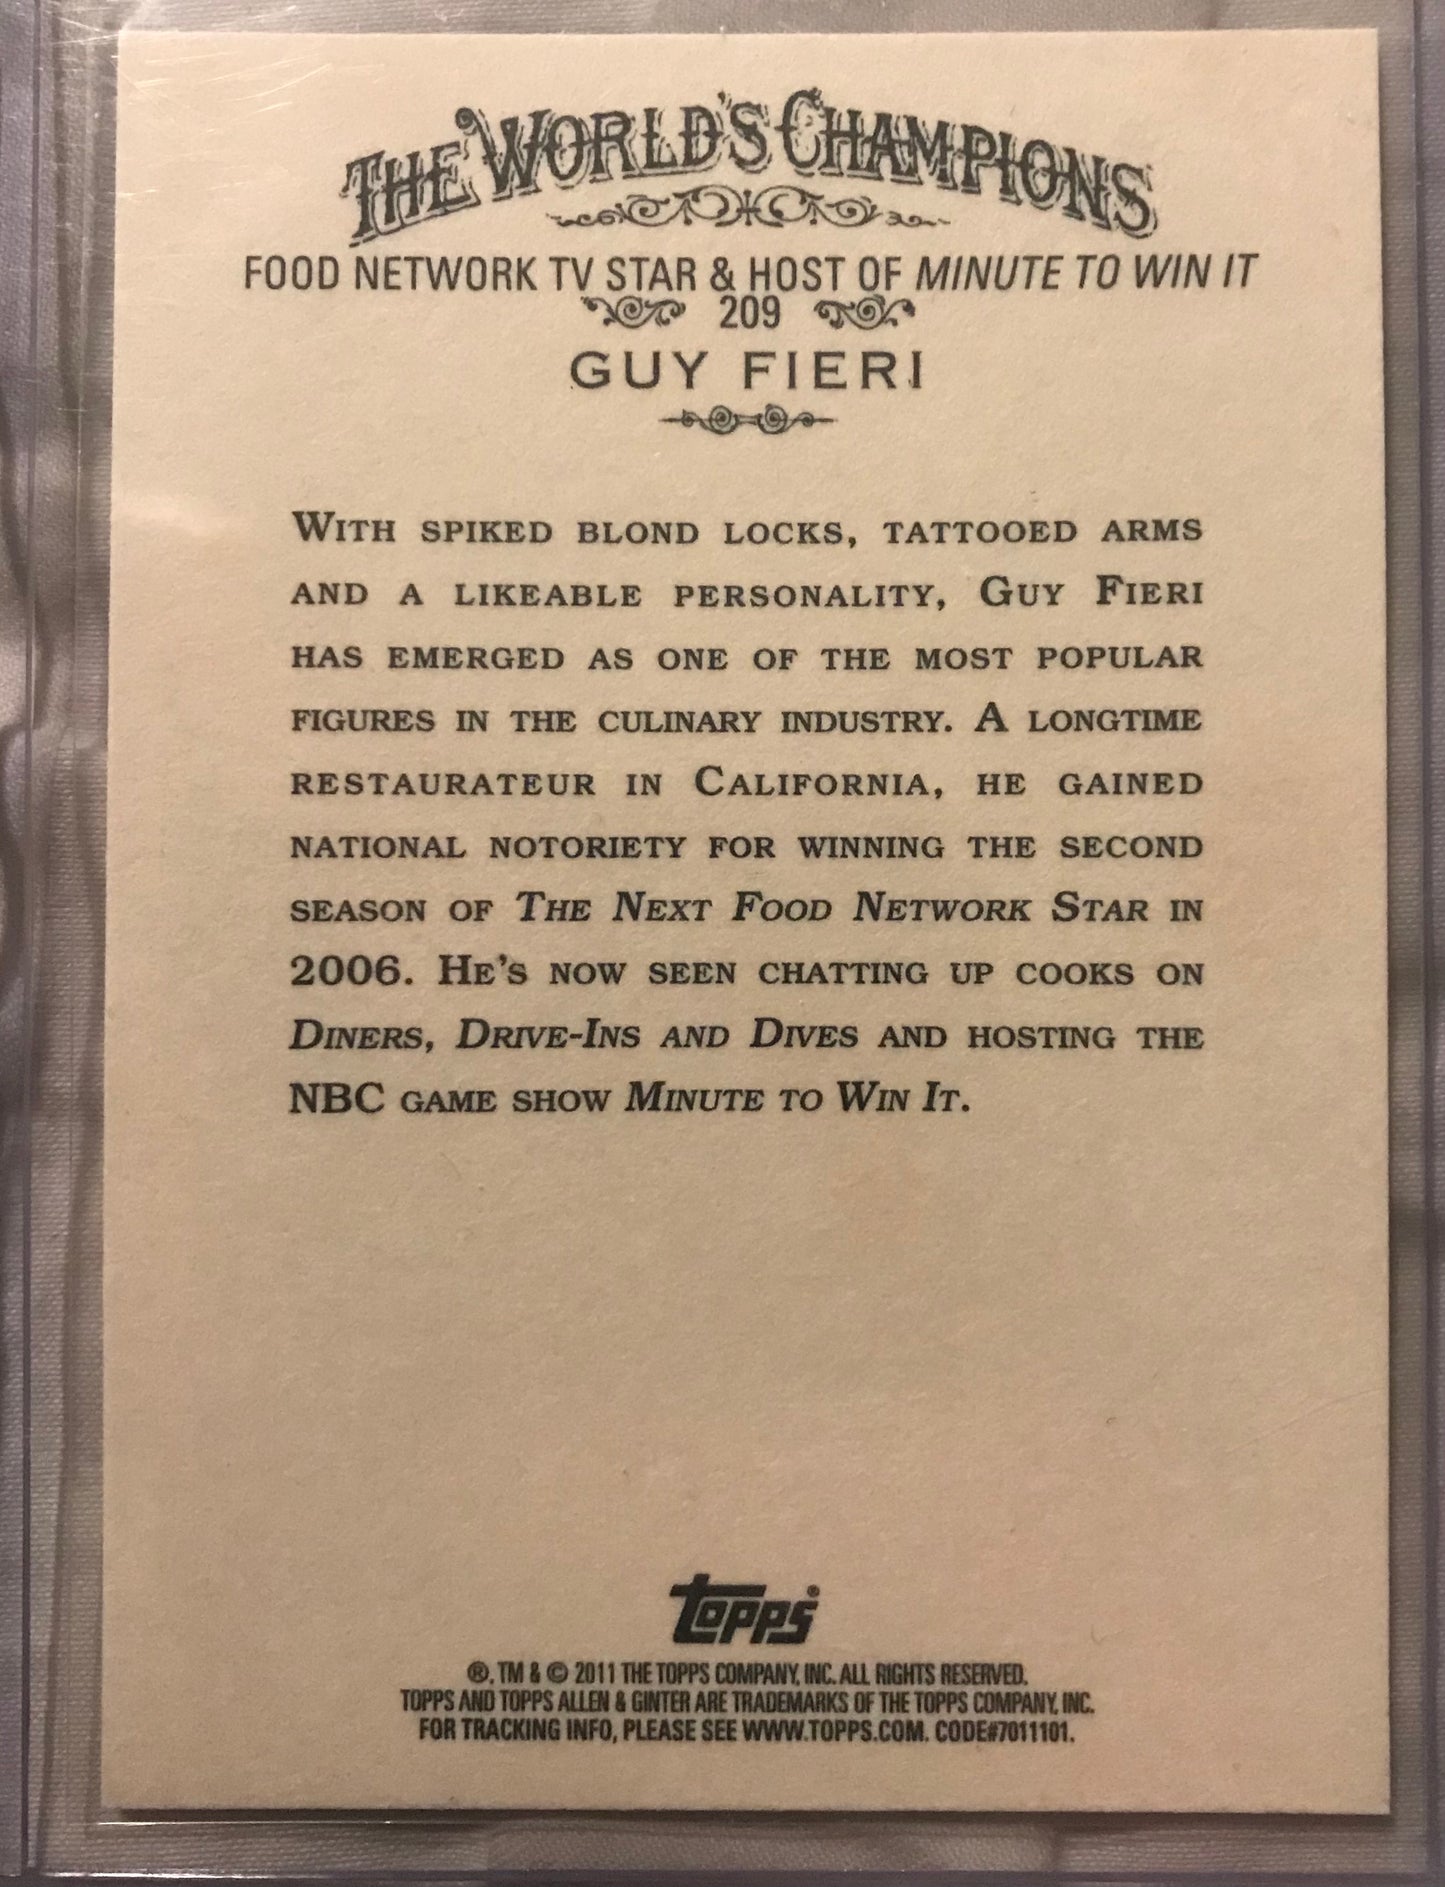 THE WORLD'S CHAMPIONS
FOOD NETWORK TV STAR & HOST OF MINUTE TO WIN IT
209
GUY FIERI
WITH SPIKED BLOND LOCKS, TATTOOED ARMS
AND A LIKEABLE PERSONALITY, GUY FIERI
HAS EMERGED AS ONE OF THE MOST POPULAR
FIGURES IN THE CULINARY INDUSTRY. A LONGTIME
RESTAURATEUR IN CALIFORNIA, HE GAINED
NATIONAL NOTORIETY FOR WINNING THE SECOND
SEASON OF THE NEXT FOOD NETWORK STAR IN
2006. HE'S NOW SEEN CHATTING UP COOKS ON
DINERS, DRIVE-INS AND DIVES AND HOSTING THE
NBC GAME SHOW MINUTE TO WIN IT.
topps®
®, TM & © 2011 THE TOPPS COMPANY, INC. ALL RIGHTS RESERVED.
TOPPS AND TOPPS ALLEN & GINTER ARE TRADEMARKS OF THE TOPPS COMPANY, INC.
FOR TRACKING INFO, PLEASE SEE WWW.TOPPS.COM. CODE#7011101.